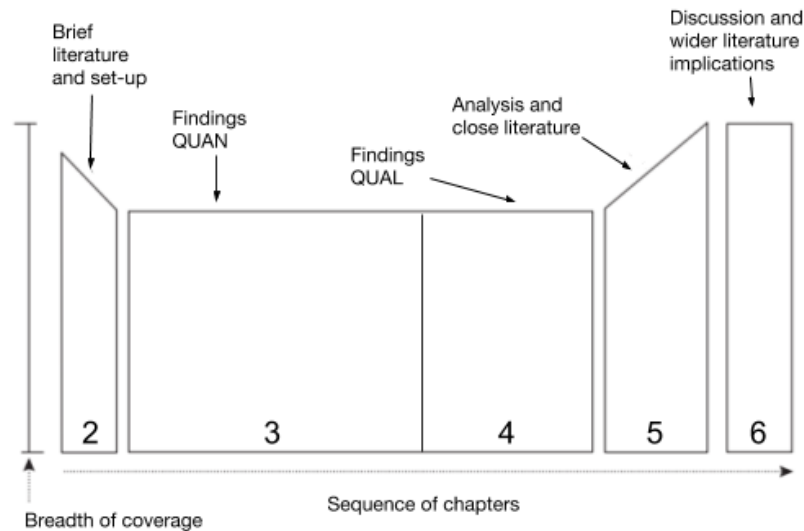 Brief
literature
and set-up
Findings
QUAN
Findings
QUAL
Analysis and
close literature
Discussion and
wider literature
implications
2
3
4
5
6
Sequence of chapters
Breadth of coverage